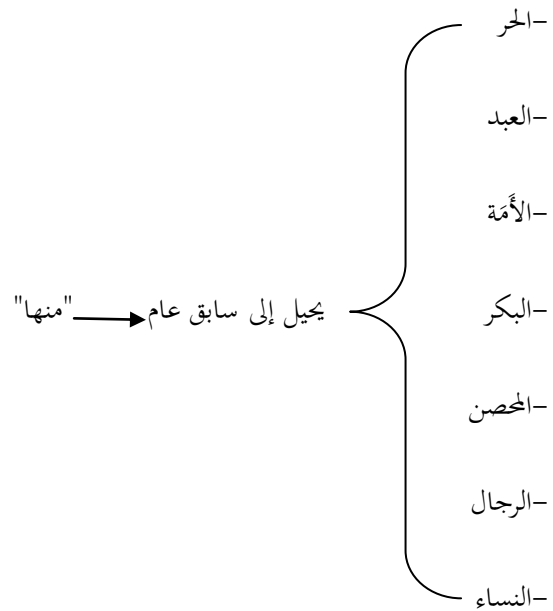 -الحر
-العبد
-الأَمَة
-البكر
يحيل إلى سابق عام "منها"
-المحصن
-الرجال
-النساء